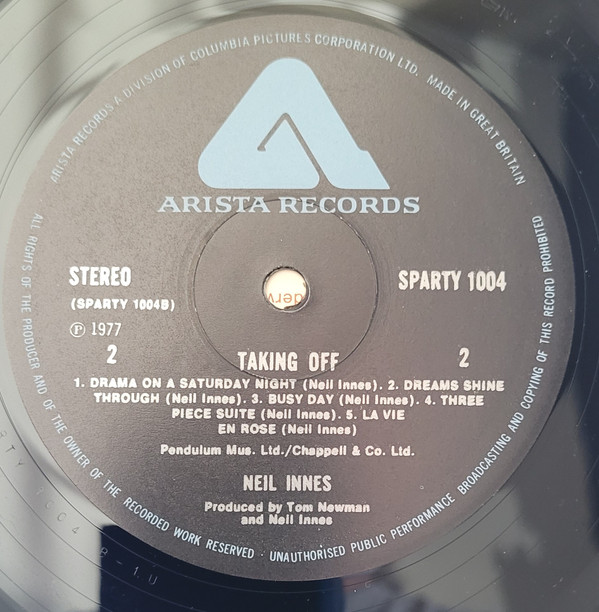 ARISTA RECORDS A DIVISION OF COLUMBIA PICTURES CORPORATION LTD. MADE IN GREAT BRITAIN
ARISTA RECORDS
STEREO
SPARTY 1004
(SPARTY 1004B)
℗ 1977
2
2
TAKING OFF
1. DRAMA ON A SATURDAY NIGHT (Neil Innes). 2. DREAMS SHINE
THROUGH (Neil Innes). 3. BUSY DAY (Neil Innes). 4. THREE
PIECE SUITE (Neil Innes). 5. LA VIE
EN ROSE (Neil Innes)
Pendulum Mus. Ltd./Chappell & Co. Ltd.
NEIL INNES
Produced by Tom Newman
and Neil Innes
ALL RIGHTS OF THE PRODUCER AND OF THE OWNER OF THE RECORDED WORK RESERVED · UNAUTHORISED PUBLIC PERFORMANCE BROADCASTING AND COPYING OF THIS RECORD PROHIBITED